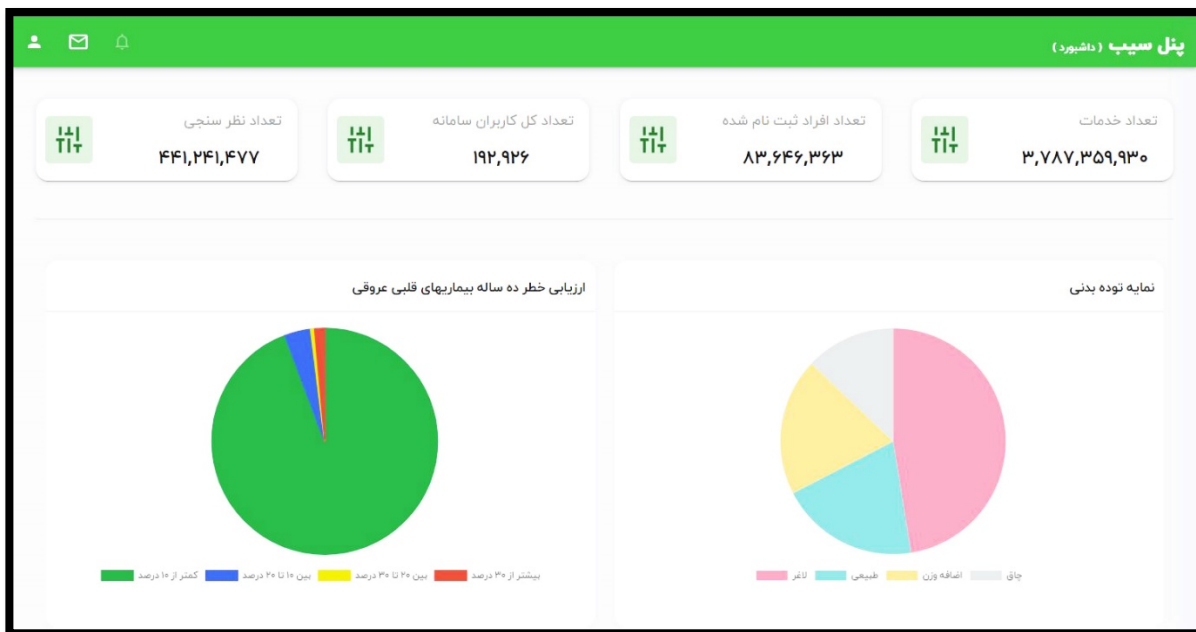 پنل سیب ( داشبورد )
تعداد خدمات
۳,۷۸۷,۳۵۹,۹۳۰
تعداد افراد ثبت نام شده
۸۳,۶۴۶,۳۶۳
تعداد کل کاربران سامانه
۱۹۲,۹۲۶
تعداد نظر سنجی
۴۴۱,۲۴۱,۴۷۷
نمایه توده بدنی
چاق
اضافه وزن
طبیعی
لاغر
ارزیابی خطر ده ساله بیماریهای قلبی عروقی
بیشتر از ۳۰ درصد
بین ۲۰ تا ۳۰ درصد
بین ۱۰ تا ۲۰ درصد
کمتر از ۱۰ درصد